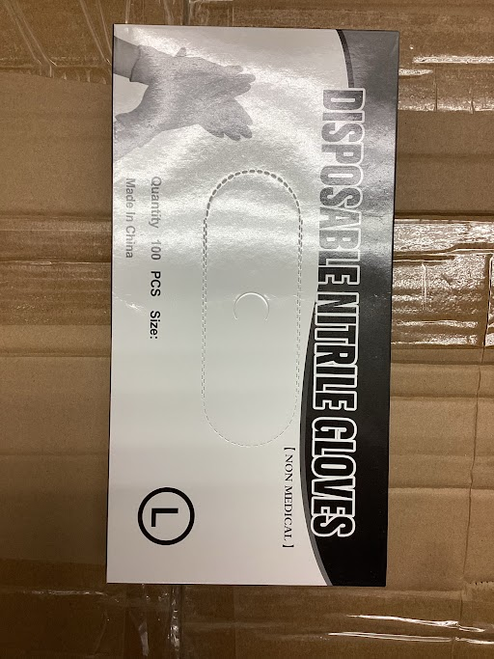 DISPOSABLE NITRILE GLOVES
[ NON MEDICAL ]
Quantity 100 PCS Size:
L
Made In China